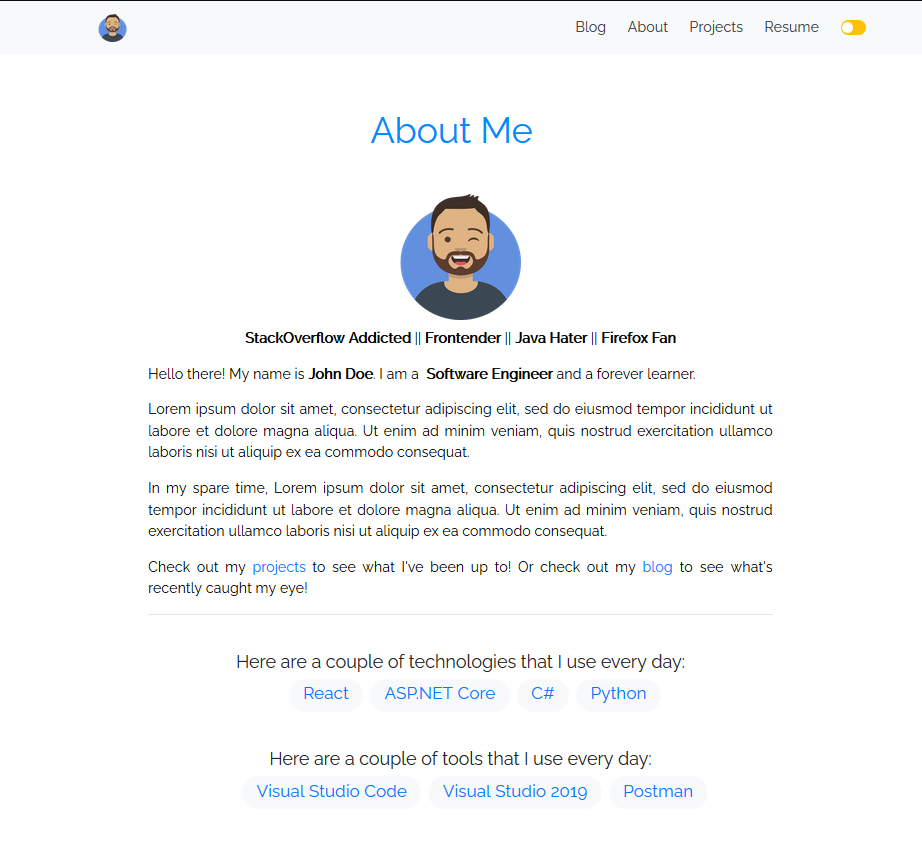 Blog About Projects Resume
About Me
StackOverflow Addicted || Frontender || Java Hater || Firefox Fan
Hello there! My name is John Doe. I am a Software Engineer and a forever learner.
Lorem ipsum dolor sit amet, consectetur adipiscing elit, sed do eiusmod tempor incididunt ut
labore et dolore magna aliqua. Ut enim ad minim veniam, quis nostrud exercitation ullamco
laboris nisi ut aliquip ex ea commodo consequat.
In my spare time, Lorem ipsum dolor sit amet, consectetur adipiscing elit, sed do eiusmod
tempor incididunt ut labore et dolore magna aliqua. Ut enim ad minim veniam, quis nostrud
exercitation ullamco laboris nisi ut aliquip ex ea commodo consequat.
Check out my projects to see what I've been up to! Or check out my blog to see what's
recently caught my eye!
Here are a couple of technologies that I use every day:
React ASP.NET Core C# Python
Here are a couple of tools that I use every day:
Visual Studio Code Visual Studio 2019 Postman